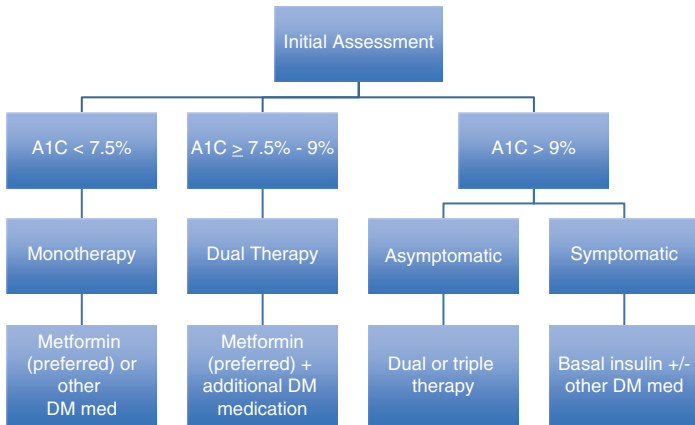 Initial Assessment
A1C < 7.5%
A1C ≥ 7.5% - 9%
A1C > 9%
Monotherapy
Dual Therapy
Asymptomatic
Symptomatic
Metformin
(preferred) or
other
DM med
Metformin
(preferred) +
additional DM
medication
Dual or triple
therapy
Basal insulin +/-
other DM med